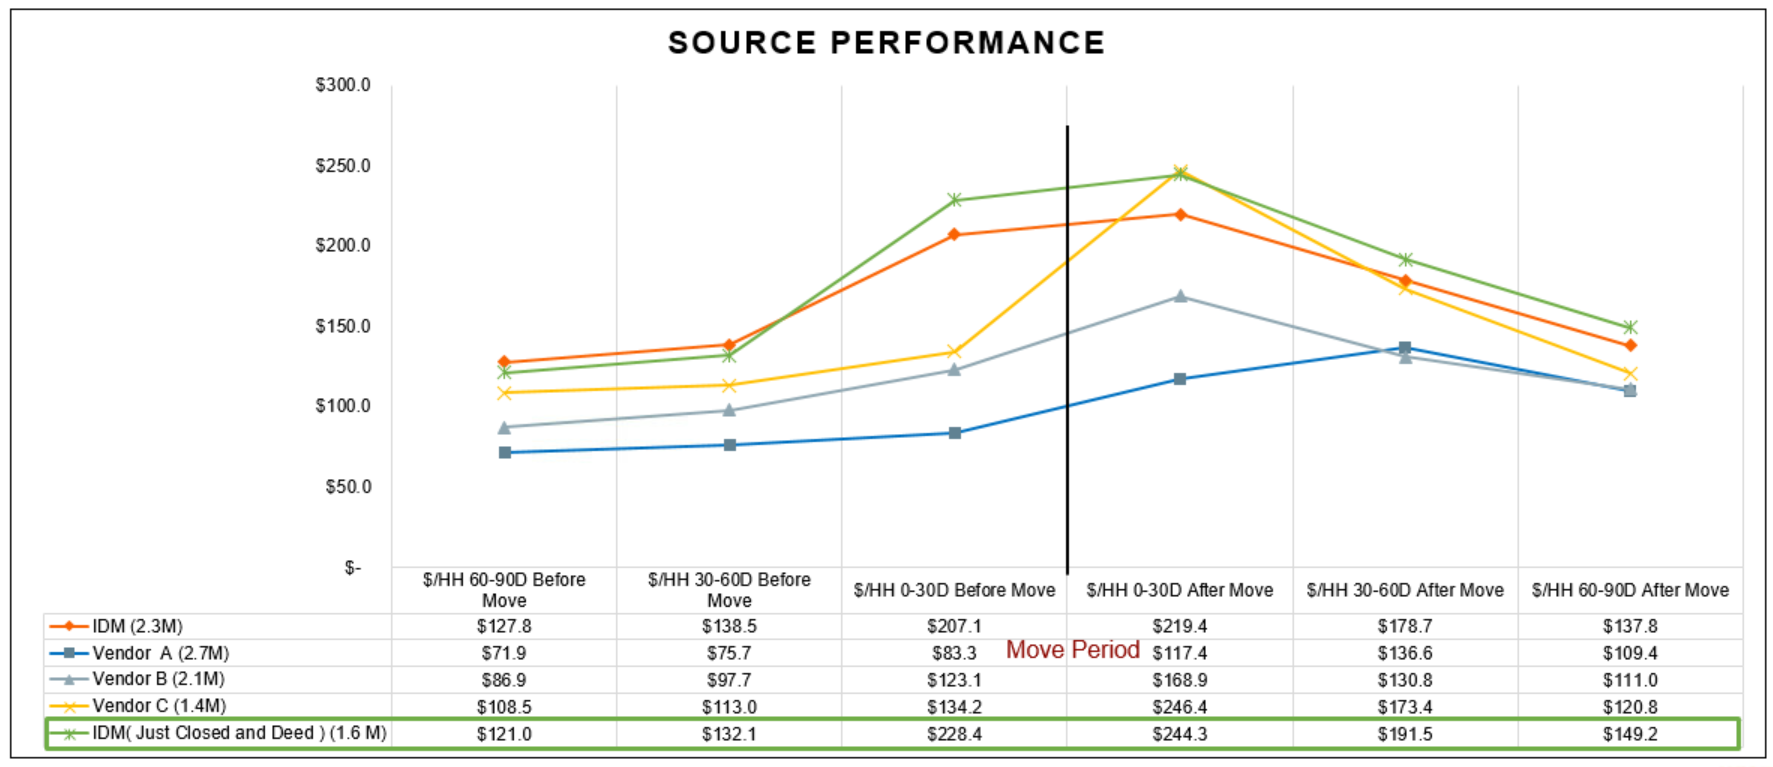 SOURCE PERFORMANCE
$300.0
$250.0
$200.0
$150.0
$100.0
$50.0
$-
$/HH 60-90D Before Move $/HH 30-60D Before Move $/HH 0-30D Before Move $/HH 0-30D After Move $/HH 30-60D After Move $/HH 60-90D After Move
IDM (2.3M) $127.8 $138.5 $207.1 $219.4 $178.7 $137.8
Vendor A (2.7M) $71.9 $75.7 $83.3 Move Period $117.4 $136.6 $109.4
Vendor B (2.1M) $86.9 $97.7 $123.1 $168.9 $130.8 $111.0
Vendor C (1.4M) $108.5 $113.0 $134.2 $246.4 $173.4 $120.8
IDM( Just Closed and Deed ) (1.6 M) $121.0 $132.1 $228.4 $244.3 $191.5 $149.2